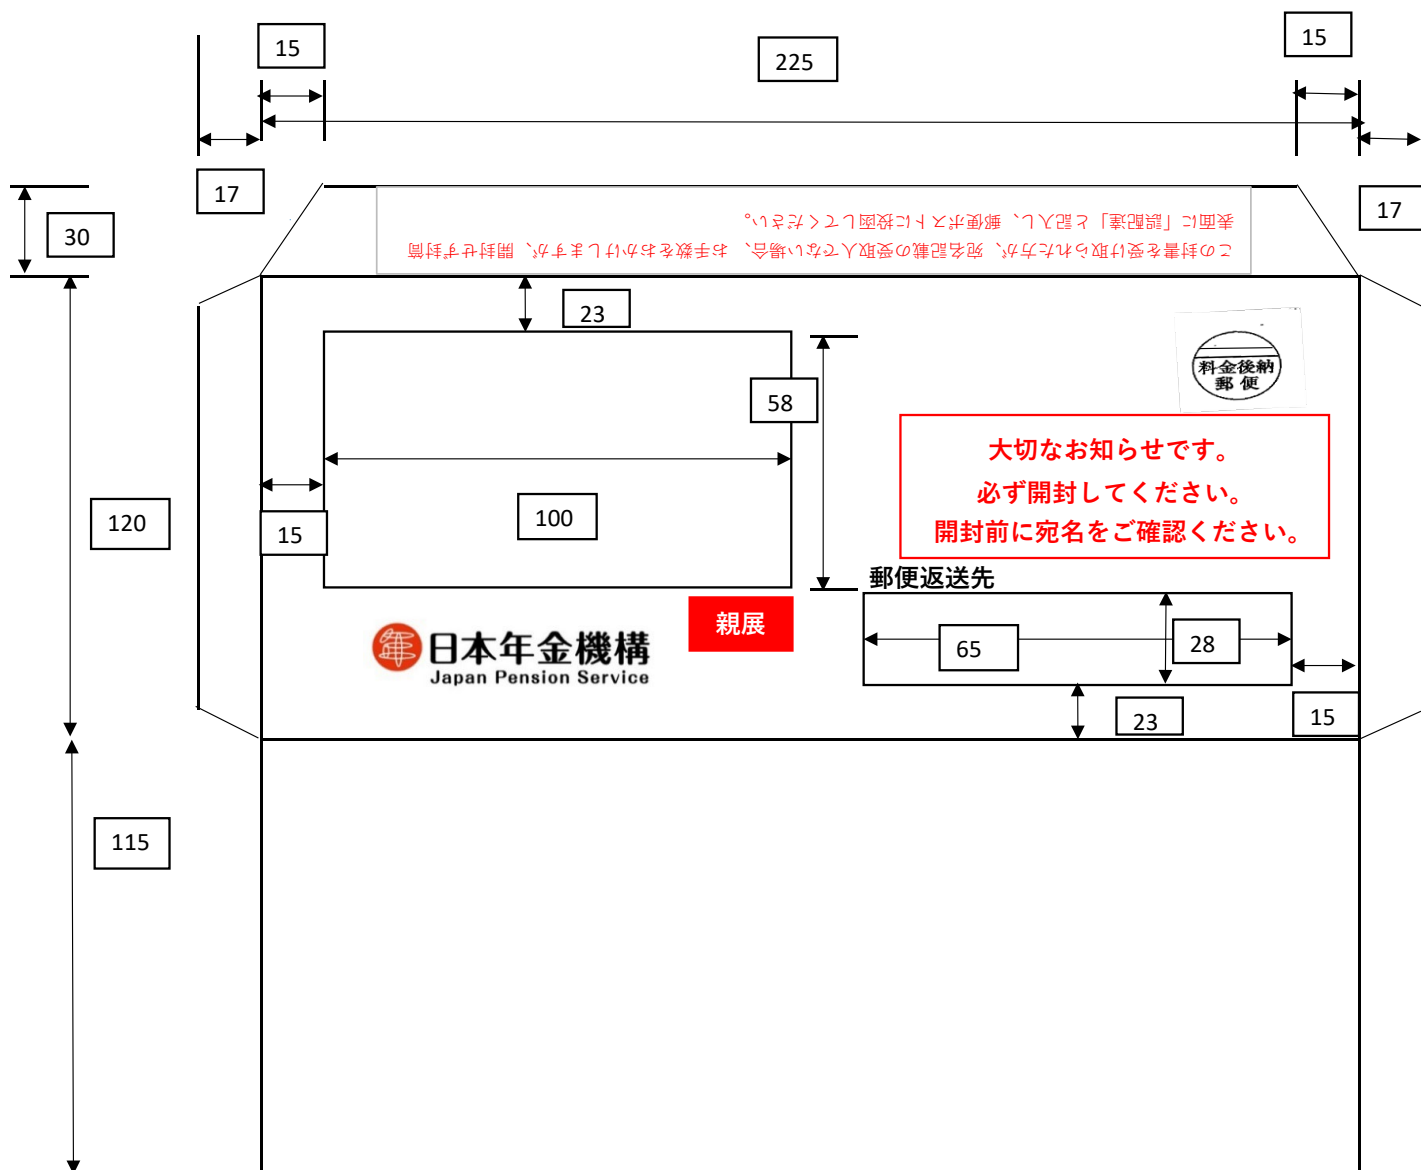 15
225
15
17
17
30
この封書を受け取られた方が、宛名記載の受取人でない場合、お手数をおかけしますが、開封せず封筒
表面に「誤配達」と記入し、郵便ポストに投函してください。
23
料金後納
郵便
58
大切なお知らせです。
必ず開封してください。
開封前に宛名をご確認ください。
120
15
100
郵便返送先
親展
年
日本年金機構
Japan Pension Service
65
28
23
15
115